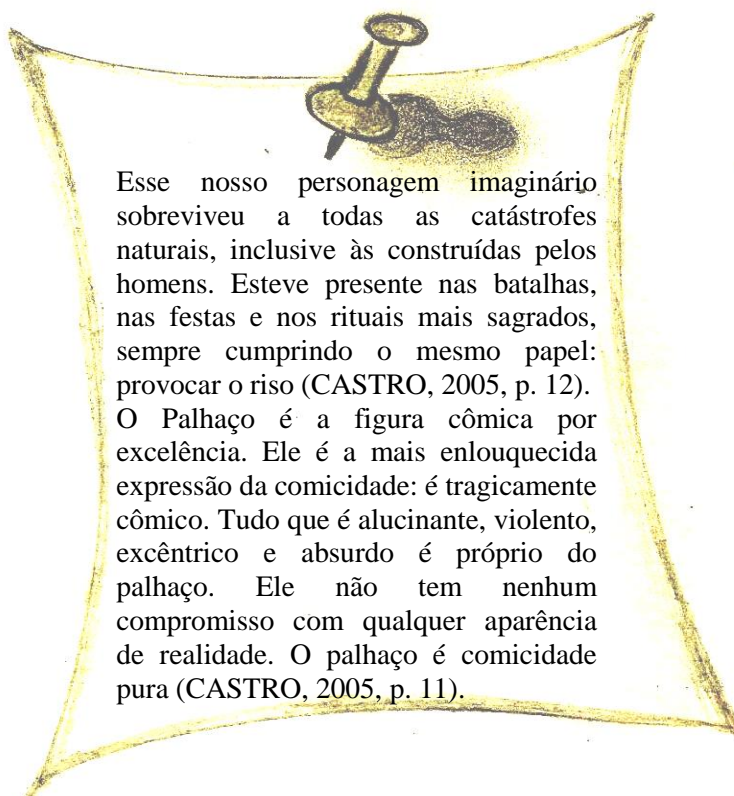 Esse nosso personagem imaginário
sobreviveu a todas as catástrofes
naturais, inclusive às construídas pelos
homens. Esteve presente nas batalhas,
nas festas e nos rituais mais sagrados,
sempre cumprindo o mesmo papel:
provocar o riso (CASTRO, 2005, p. 12).
O Palhaço é a figura cômica por
excelência. Ele é a mais enlouquecida
expressão da comicidade: é tragicamente
cômico. Tudo que é alucinante, violento,
excêntrico e absurdo é próprio do
palhaço. Ele não tem nenhum
compromisso com qualquer aparência
de realidade. O palhaço é comicidade
pura (CASTRO, 2005, p. 11).